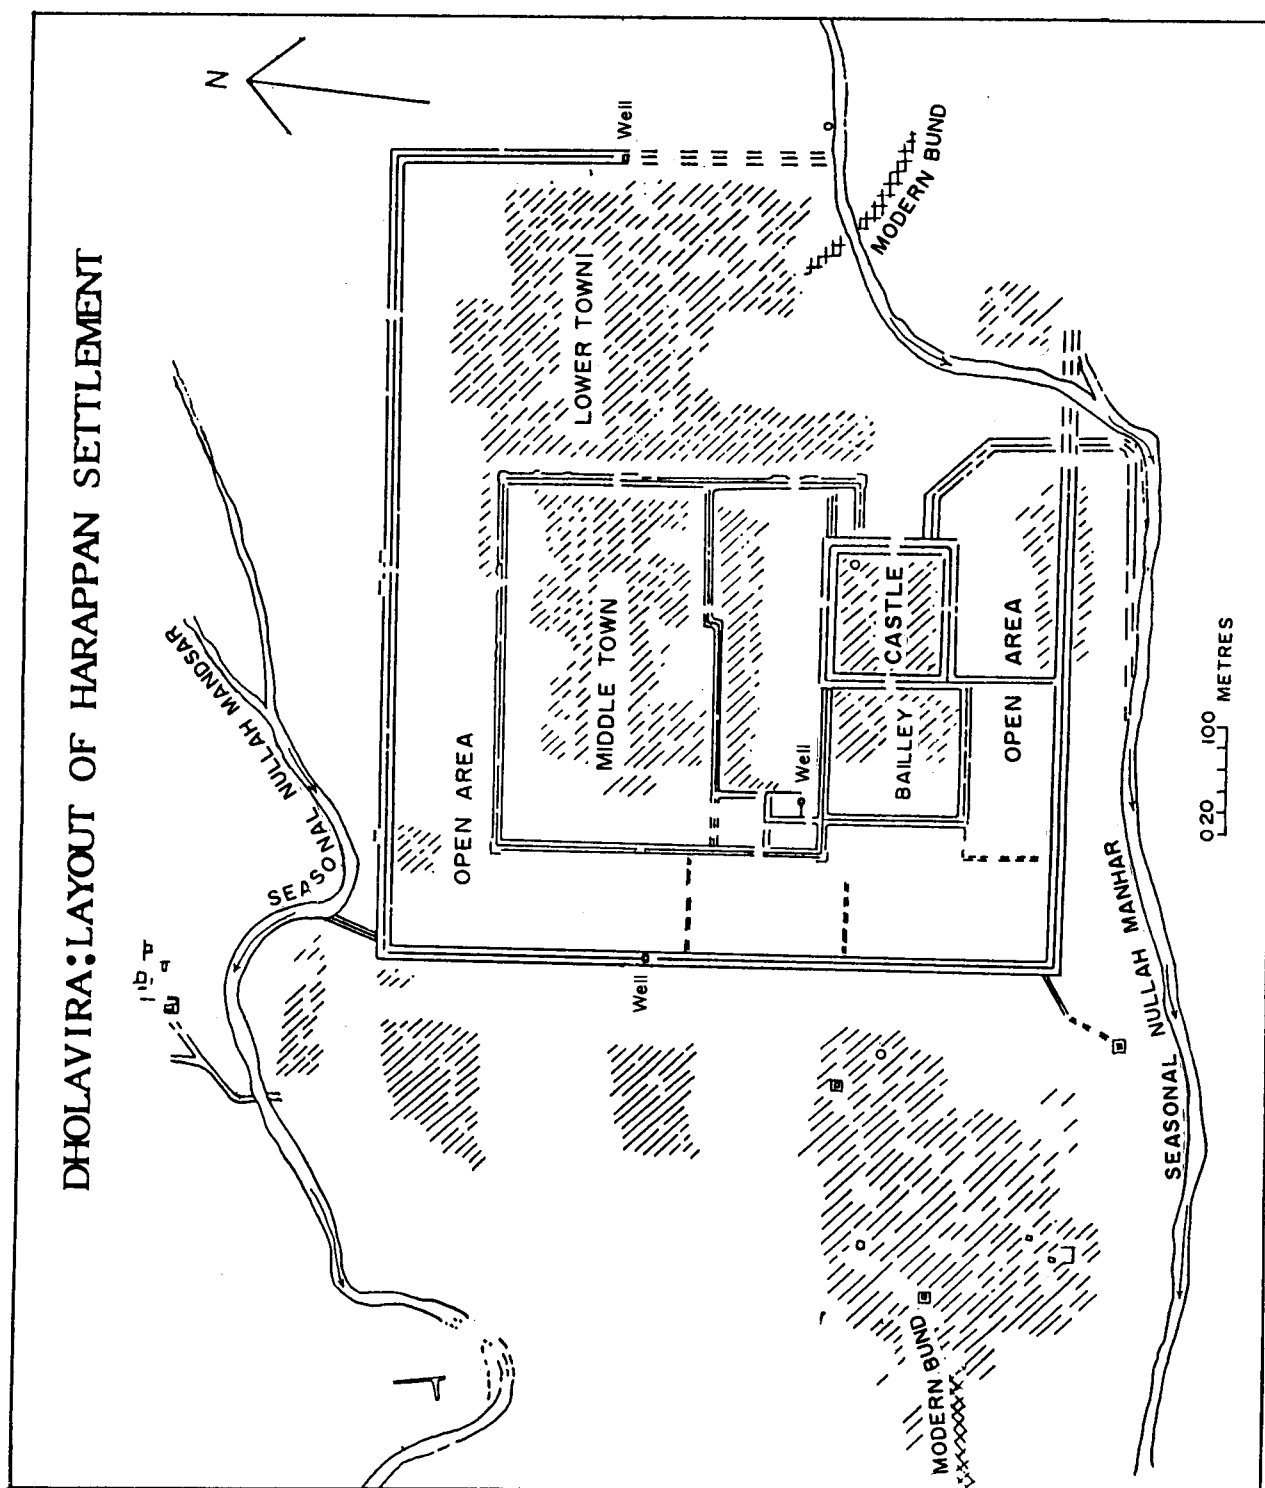 DHOLAVIRA:LAYOUT OF HARAPPAN SETTLEMENT
N
SEASONAL NULLAH MANDSAR
OPEN AREA
Well
LOWER TOWN
MIDDLE TOWN
Well
Well
BAILLEY
CASTLE
OPEN AREA
MODERN BUND
MODERN BUND
SEASONAL NULLAH MANHAR
0 20 100
METRES